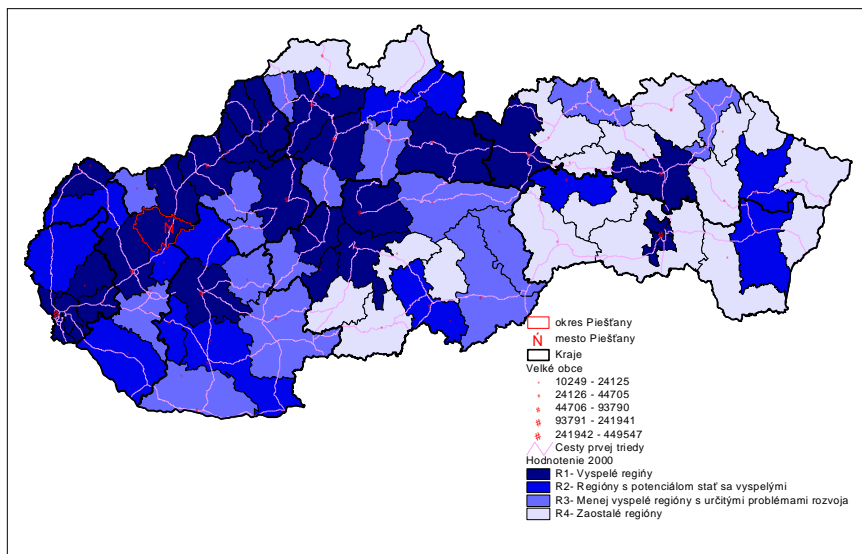 okres Piešťany
Ń mesto Piešťany
Kraje
Velké obce
10249 - 24125
24126 - 44705
44706 - 93790
93791 - 241941
241942 - 449547
Cesty prvej triedy
Hodnotenie 2000
R1- Vyspelé regińy
R2- Regióny s potenciálom stať sa vyspelými
R3- Menej vyspelé regióny s určitými problémami rozvoja
R4- Zaostalé regióny
Ń